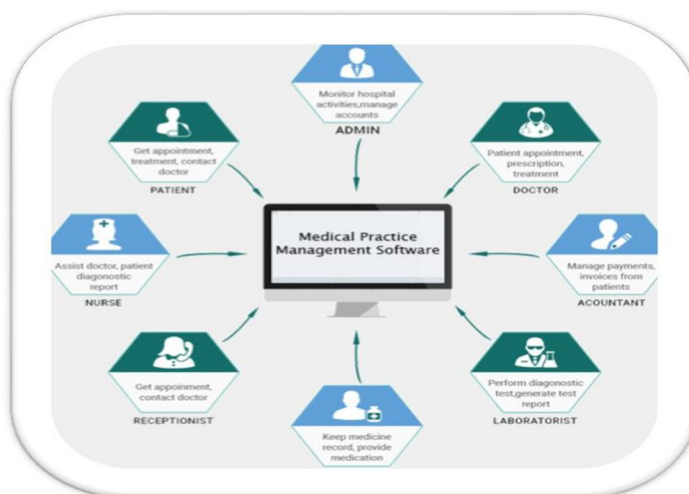 Monitor hospital
activities,manage
accounts
ADMIN
Get appointment,
treatment, contact
doctor
PATIENT
Patient appointment,
prescription,
treatment
DOCTOR
Medical Practice
Management Software
Assist doctor, patient
diagonostic
report
NURSE
Manage payments,
invoices from
patients
ACOUNTANT
Get appoinment,
contact doctor
RECEPTIONIST
Perform diagonostic
test,generate test
report
LABORATORIST
Keep medicine
record, provide
medication